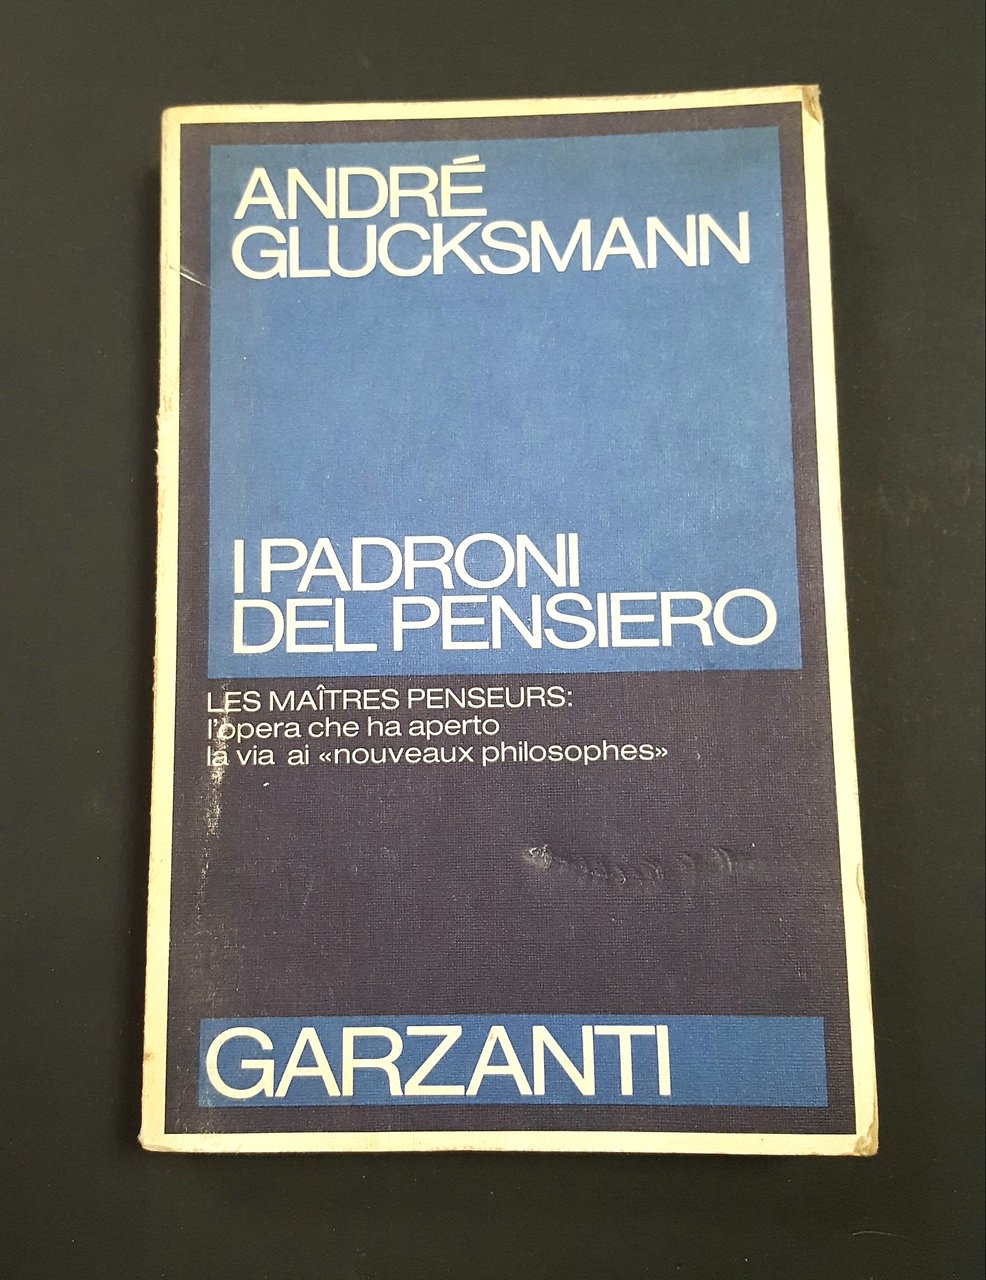 ANDRÉ
GLUCKSMANN
I PADRONI
DEL PENSIERO
LES MAÎTRES PENSEURS:
l'opera che ha aperto
la via ai «nouveaux philosophes»
GARZANTI